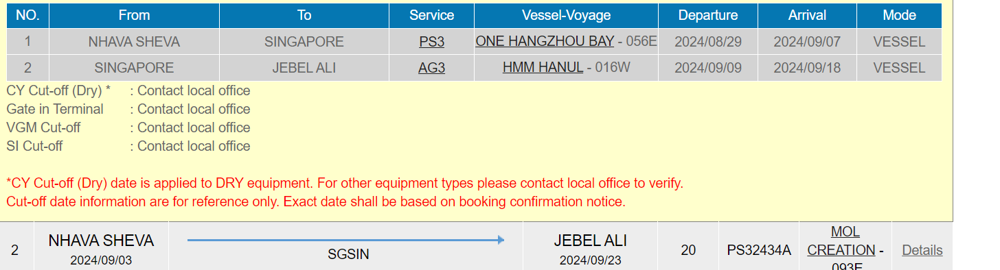 NO. From To Service Vessel-Voyage Departure Arrival Mode
1 NHAVA SHEVA SINGAPORE PS3 ONE HANGZHOU BAY - 056E 2024/08/29 2024/09/07 VESSEL
2 SINGAPORE JEBEL ALI AG3 HMM HANUL - 016W 2024/09/09 2024/09/18 VESSEL
CY Cut-off (Dry) * : Contact local office
Gate in Terminal : Contact local office
VGM Cut-off : Contact local office
SI Cut-off : Contact local office
*CY Cut-off (Dry) date is applied to DRY equipment. For other equipment types please contact local office to verify.
Cut-off date information are for reference only. Exact date shall be based on booking confirmation notice.
2
NHAVA SHEVA
2024/09/03
SGSIN
JEBEL ALI
2024/09/23
20
PS32434A
MOL
CREATION -
093E
Details